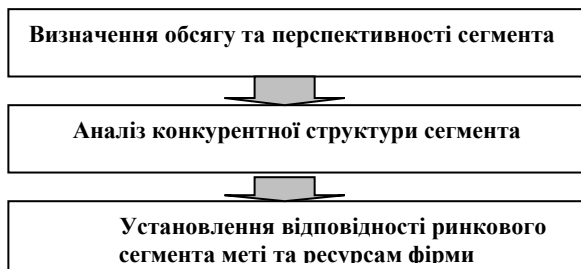 Визначення обсягу та перспективності сегмента
Аналіз конкурентної структури сегмента
Установлення відповідності ринкового
сегмента меті та ресурсам фірми